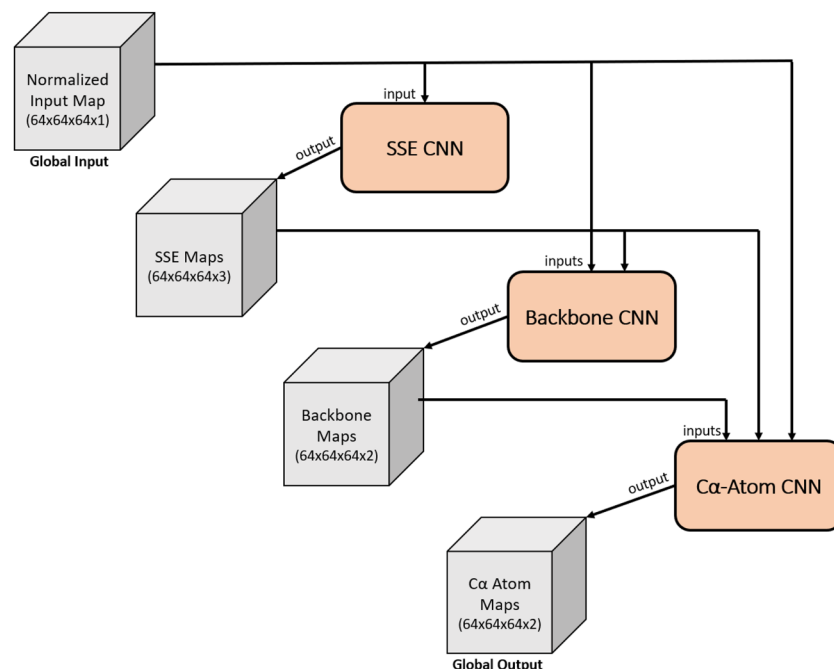 Normalized
Input Map
(64x64x64x1)
Global Input
input
SSE CNN
output
SSE Maps
(64x64x64x3)
inputs
Backbone CNN
output
Backbone
Maps
(64x64x64x2)
inputs
Cα-Atom CNN
output
Cα Atom
Maps
(64x64x64x2)
Global Output